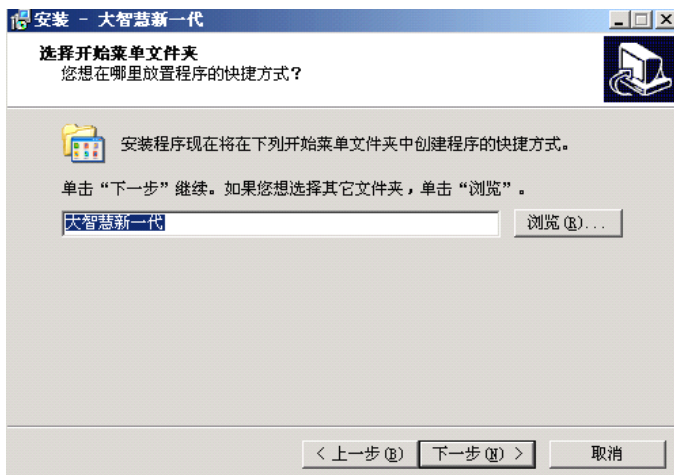 安装 - 大智慧新一代
选择开始菜单文件夹
您想在哪里放置程序的快捷方式?
安装程序现在将在下列开始菜单文件夹中创建程序的快捷方式。
单击“下一步”继续。如果您想选择其它文件夹，单击“浏览”。
大智慧新一代
浏览(R)...
< 上一步(B)
下一步(N) >
取消